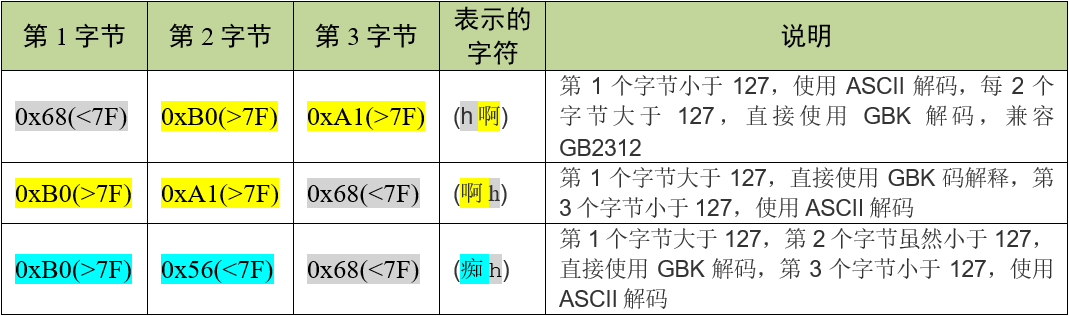 第 1 字节 第 2 字节 第 3 字节 表示的 说明
字符
0x68(<7F) 0xB0(>7F) 0xA1(>7F) (h 啊) 第 1 个字节小于 127，使用 ASCII 解码，每 2 个
字节大于 127，直接使用 GBK 解码，兼容
GB2312
0xB0(>7F) 0xA1(>7F) 0x68(<7F) (啊 h) 第 1 个字节大于 127，直接使用 GBK 码解释，第
3 个字节小于 127，使用 ASCII 解码
0xB0(>7F) 0x56(<7F) 0x68(<7F) (痴 h) 第 1 个字节大于 127，第 2 个字节虽然小于 127，
直接使用 GBK 解码，第 3 个字节小于 127，使用
ASCII 解码